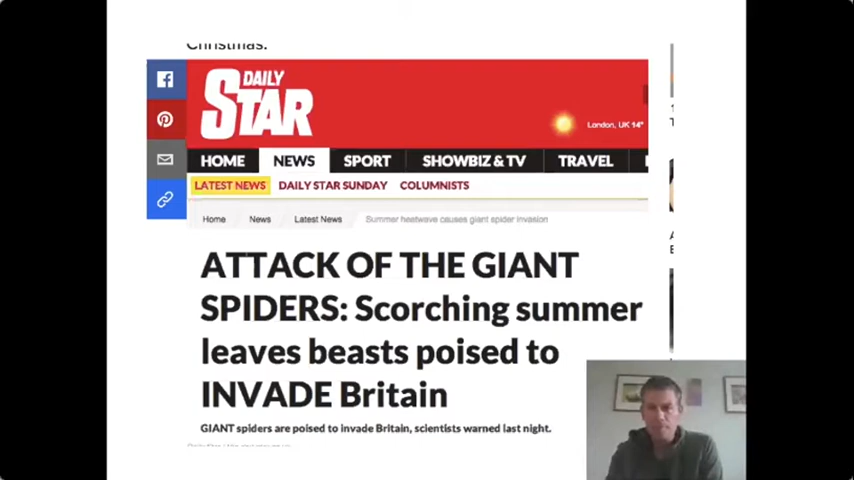 Christmas.
DAILY
STAR
London, UK 14°
HOME NEWS SPORT SHOWBIZ & TV TRAVEL
LATEST NEWS DAILY STAR SUNDAY COLUMNISTS
Home News Latest News Summer heatwave causes giant spider invasion
ATTACK OF THE GIANT
SPIDERS: Scorching summer
leaves beasts poised to
INVADE Britain
GIANT spiders are poised to invade Britain, scientists warned last night.